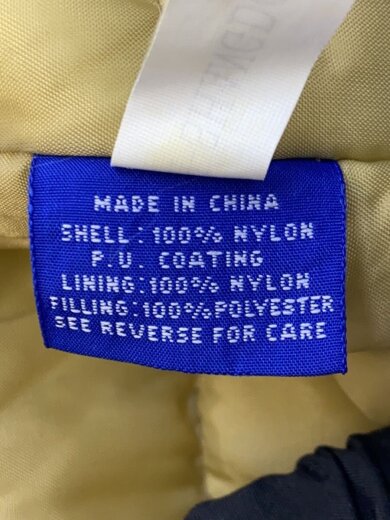 MADE IN CHINA
SHELL:100% NYLON
P.U. COATING
LINING:100% NYLON
FILLING:100%POLYESTER
SEE REVERSE FOR CARE